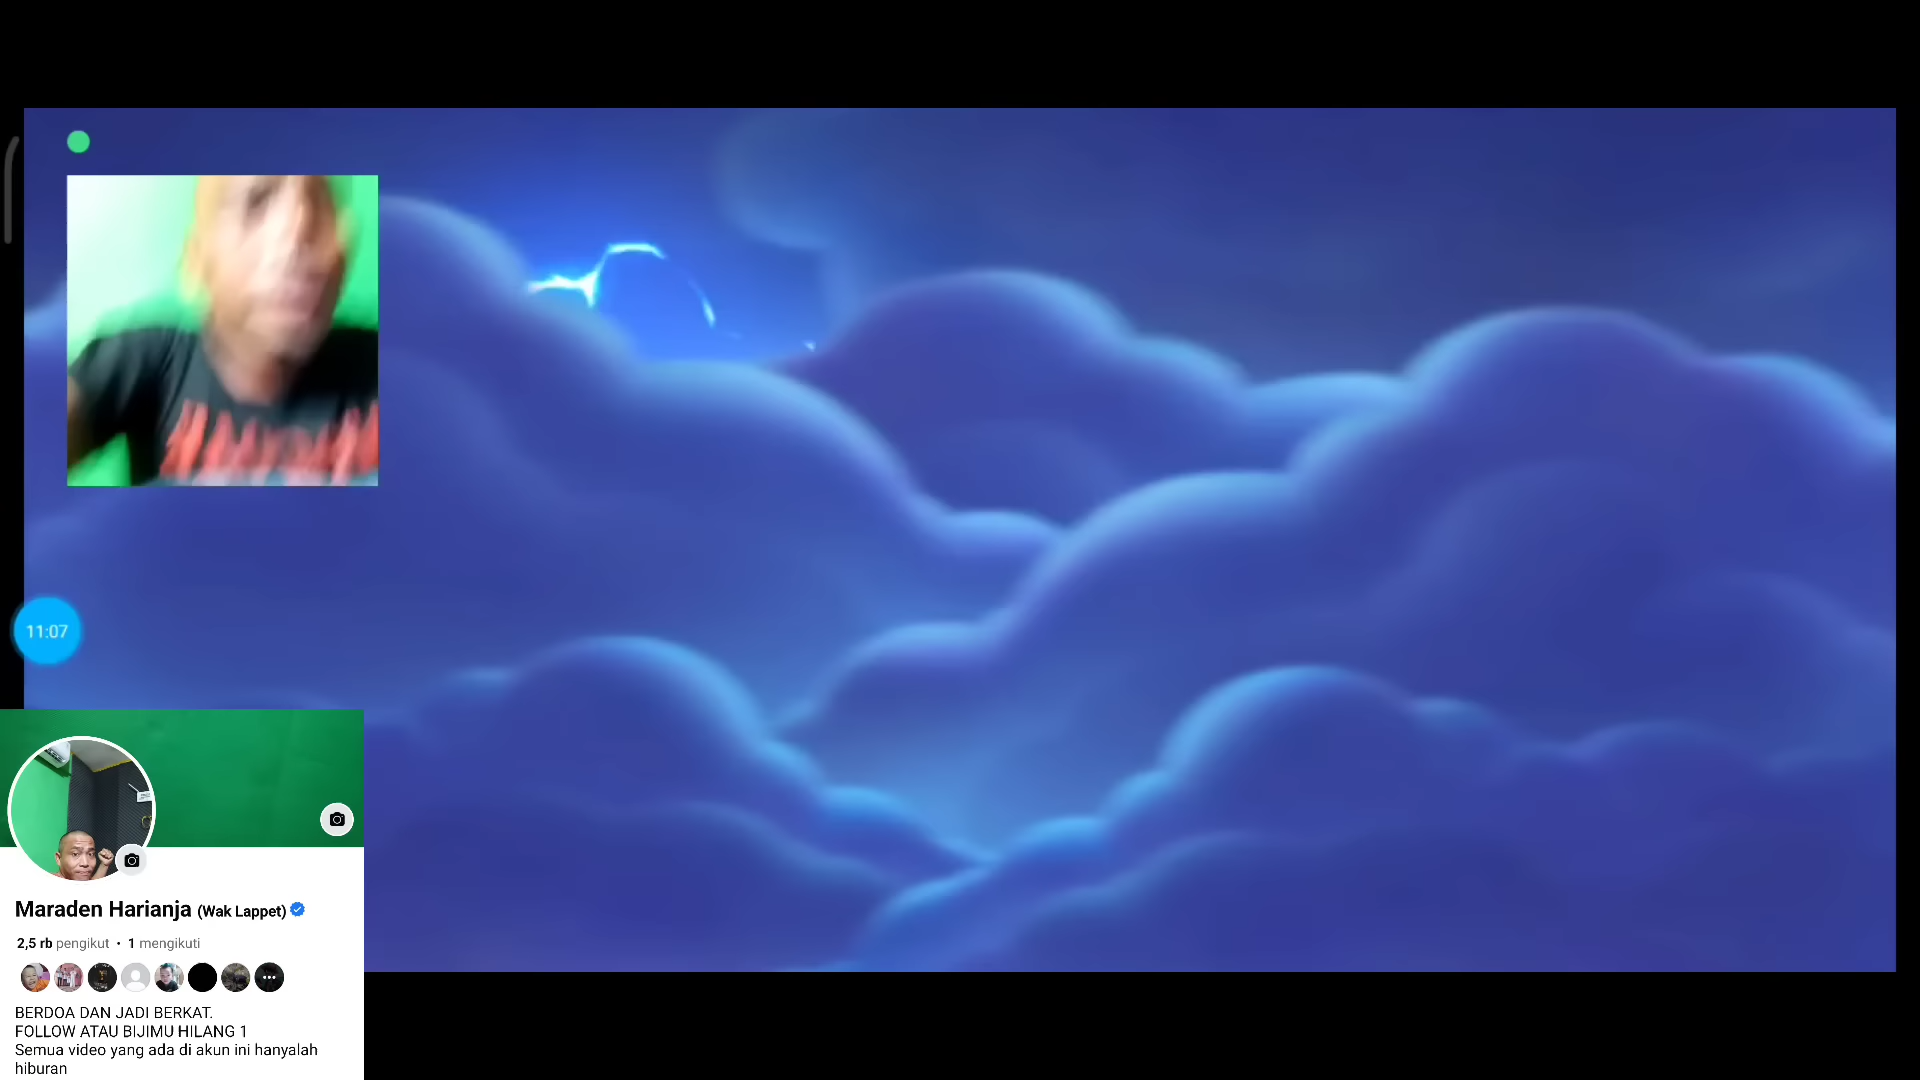 11:07
Maraden Harianja (Wak Lappet)
2,5 rb pengikut • 1 mengikuti
BERDOA DAN JADI BERKAT.
FOLLOW ATAU BIJIMU HILANG 1
Semua video yang ada di akun ini hanyalah
hiburan